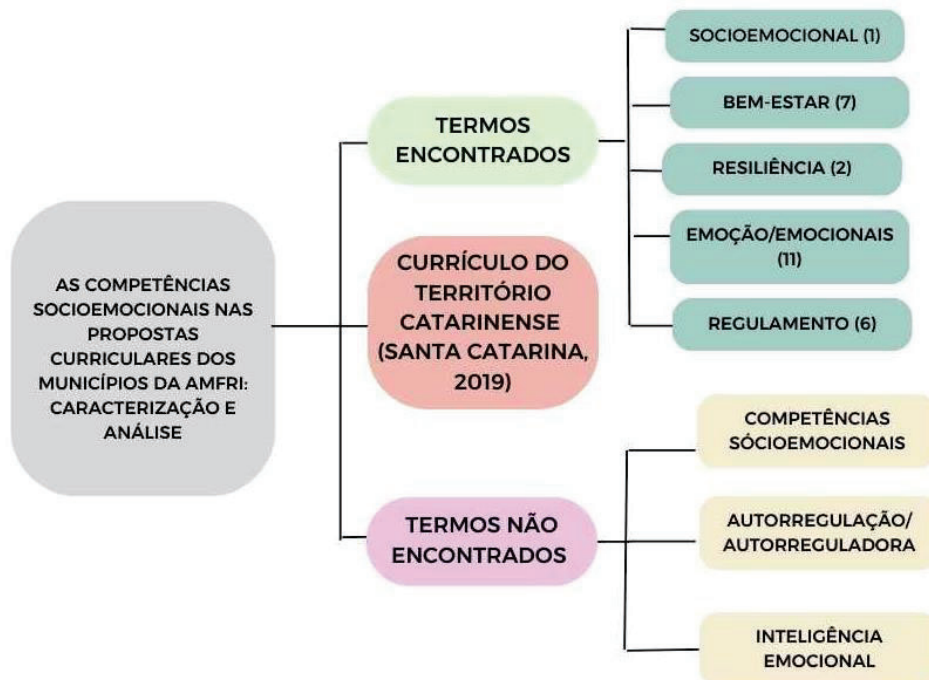 AS COMPETÊNCIAS
SOCIOEMOCIONAIS NAS
PROPOSTAS
CURRICULARES DOS
MUNICÍPIOS DA AMFRI:
CARACTERIZAÇÃO E
ANÁLISE
TERMOS
ENCONTRADOS
SOCIOEMOCIONAL (1)
BEM-ESTAR (7)
RESILIÊNCIA (2)
EMOÇÃO/EMOCIONAIS
(11)
REGULAMENTO (6)
CURRÍCULO DO
TERRITÓRIO
CATARINENSE
(SANTA CATARINA,
2019)
TERMOS NÃO
ENCONTRADOS
COMPETÊNCIAS
SÓCIOEMOCIONAIS
AUTORREGULAÇÃO/
AUTORREGULADORA
INTELIGÊNCIA
EMOCIONAL